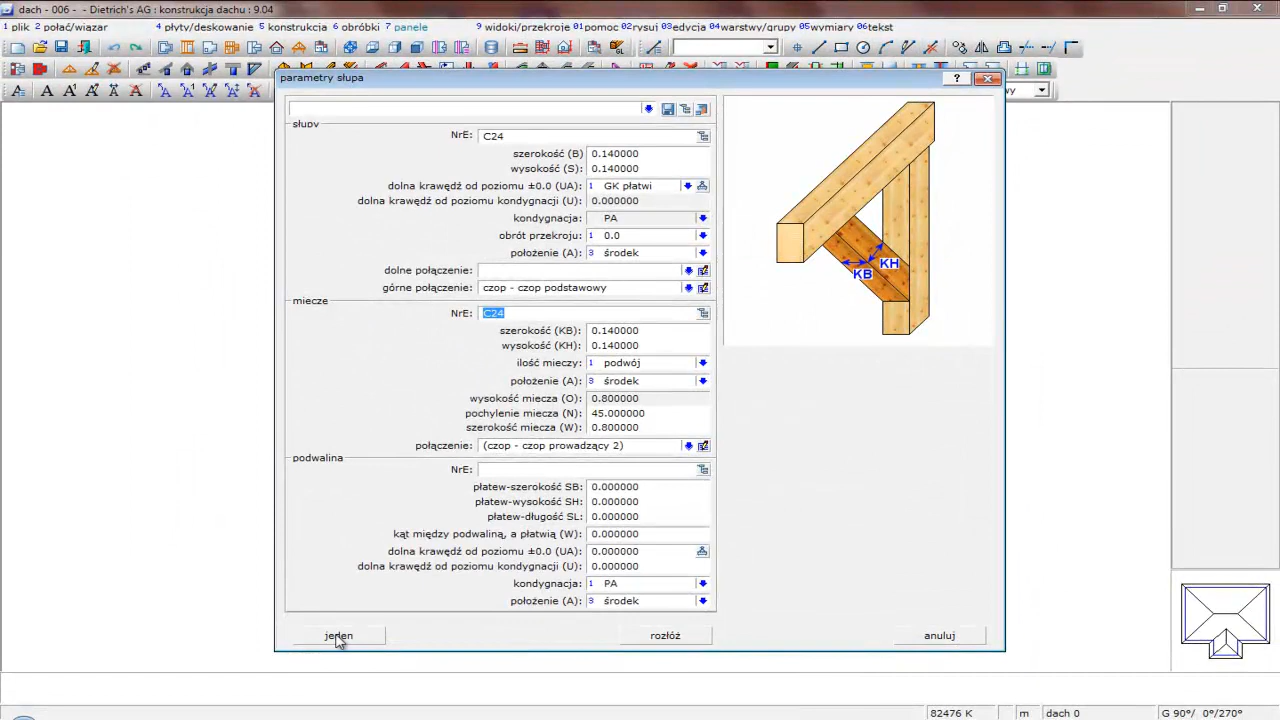 dach - 006 - - Dietrich's AG : konstrukcja dachu : 9.04
1 plik 2 połać/wiązar 4 płyty/deskowanie 5 konstrukcja 6 obróbki 7 panele 9 widoki/przekroje 01pomoc 02rysuj 03edycja 04warstwy/grupy 05wymiary 06tekst
parametry słupa
słupy
NrE: C24
szerokość (B) 0.140000
wysokość (S): 0.140000
dolna krawędź od poziomu ±0.0 (UA): 1 GK płatwi
dolna krawędź od poziomu kondygnacji (U): 0.000000
kondygnacja: PA
obrót przekroju: 1 0.0
położenie (A): 3 środek
dolne połączenie:
górne połączenie: czop - czop podstawowy
miecze
NrE: C24
szerokość (KB): 0.140000
wysokość (KH): 0.140000
ilość mieczy: 1 podwój
położenie (A): 3 środek
wysokość miecza (O): 0.800000
pochylenie miecza (N): 45.000000
szerokość miecza (W): 0.800000
połączenie: (czop - czop prowadzący 2)
podwalina
NrE:
płatew-szerokość SB: 0.000000
płatew-wysokość SH: 0.000000
płatew-długość SL: 0.000000
kąt między podwaliną, a płatwią (W): 0.000000
dolna krawędź od poziomu ±0.0 (UA): 0.000000
dolna krawędź od poziomu kondygnacji (U): 0.000000
kondygnacja: 1 PA
położenie (A): 3 środek
jeden rozłóż anuluj
KH
KB
82476 K m dach 0 G 90°/ 0°/270°